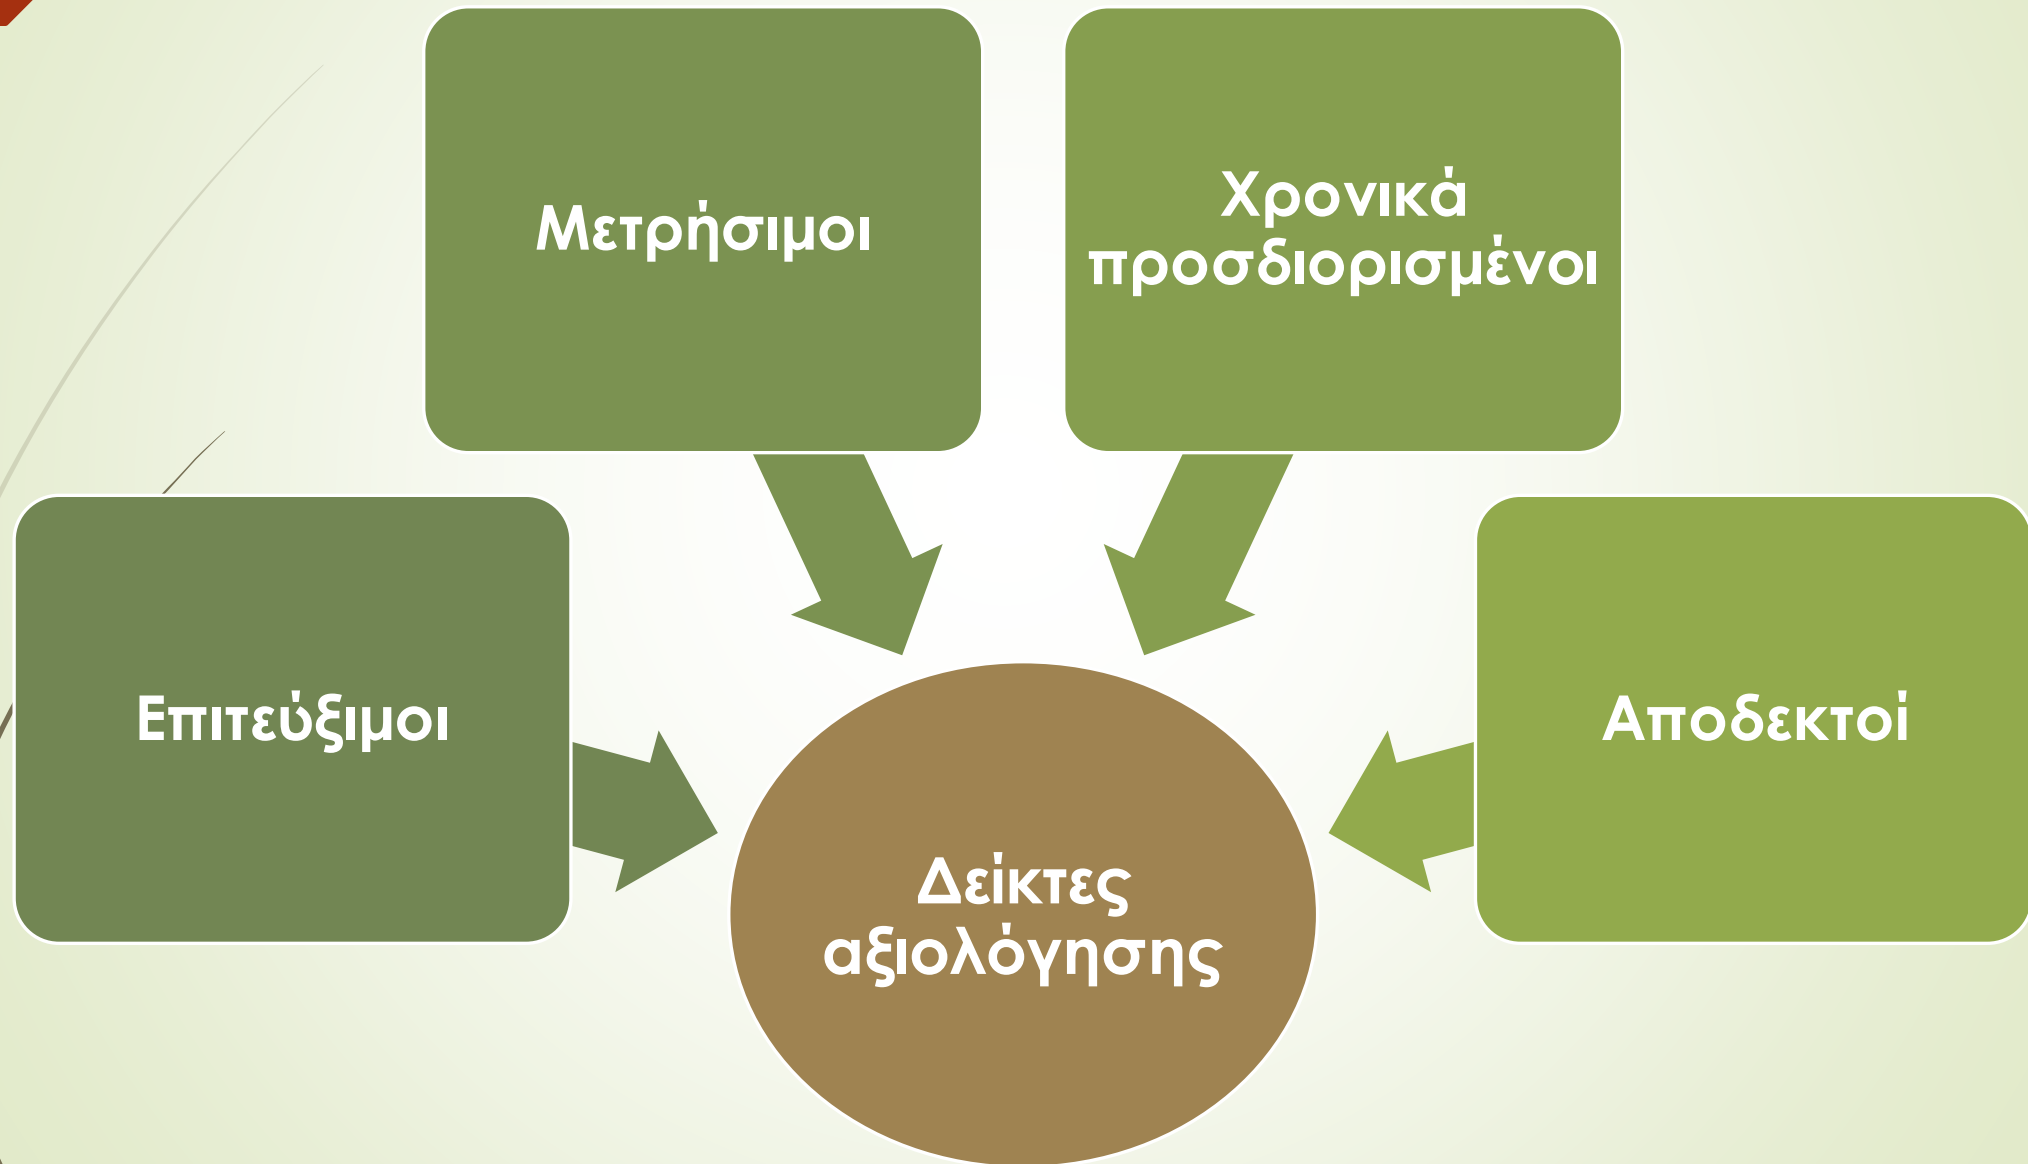 Μετρήσιμοι
Χρονικά
προσδιορισμένοι
Επιτεύξιμοι
Αποδεκτοί
Δείκτες
αξιολόγησης